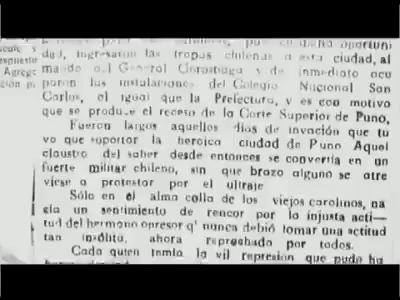 dad, ingresaron las tropas chilenas a esta ciudad, al
mando del General y de inmediato ocu
paron las instalaciones del Colegio Nacional San
Carlos, el igual que la Prefectura, y es con motivo
que se produce el receso de la Corte Superior de Puno,
Fueron largos aquellos dias de invación que tu
vo que soportar la heroica ciudad de Puno Aquel
claustro del saber desde entonces se convertía en un
fuerte militar chileno, sin que brazo alguno se atre
viese a protestar por el ultraje
Sólo en el alma colla de los viejos carolinos, na
cía un sentimiento de rencor por la injusta acti-
tud del hermano opresor q' nunca debió tomar una actitud
tan insólita, ahora reprochado por todos.
Cada quien temía la vil represión que pudo ha